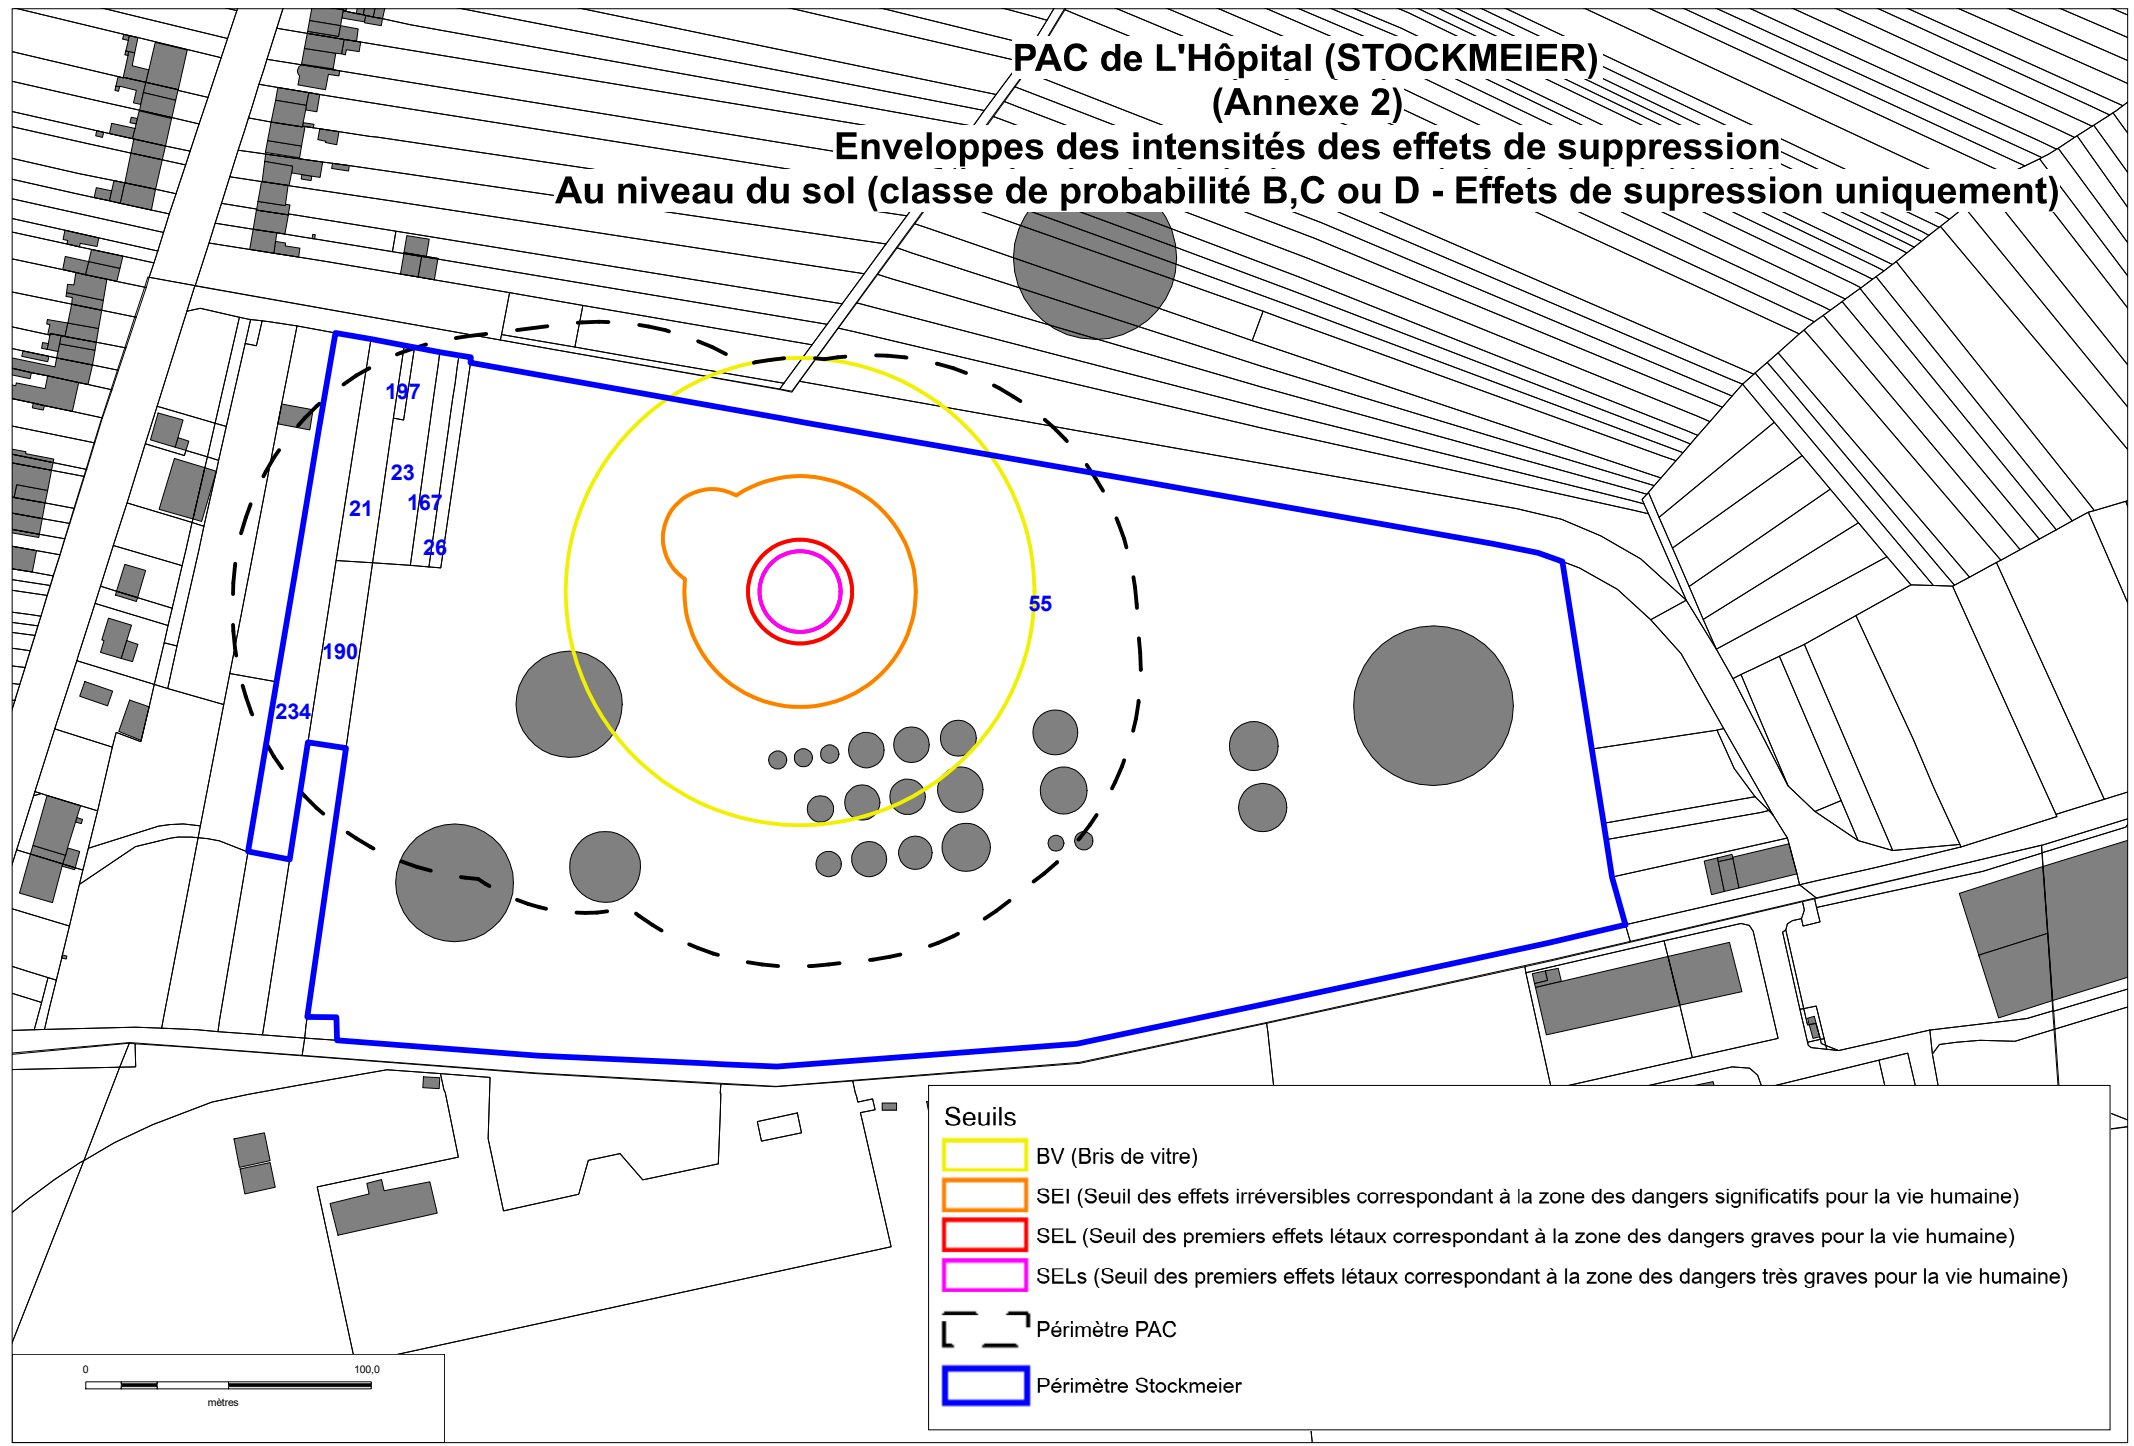 PAC de L'Hôpital (STOCKMEIER)
(Annexe 2)
Enveloppes des intensités des effets de suppression
Au niveau du sol (classe de probabilité B,C ou D - Effets de supression uniquement)
197
23
21
167
26
55
190
234
Seuils
BV (Bris de vitre)
SEI (Seuil des effets irréversibles correspondant à la zone des dangers significatifs pour la vie humaine)
SEL (Seuil des premiers effets létaux correspondant à la zone des dangers graves pour la vie humaine)
SELs (Seuil des premiers effets létaux correspondant à la zone des dangers très graves pour la vie humaine)
Périmètre PAC
Périmètre Stockmeier
0 100,0
mètres